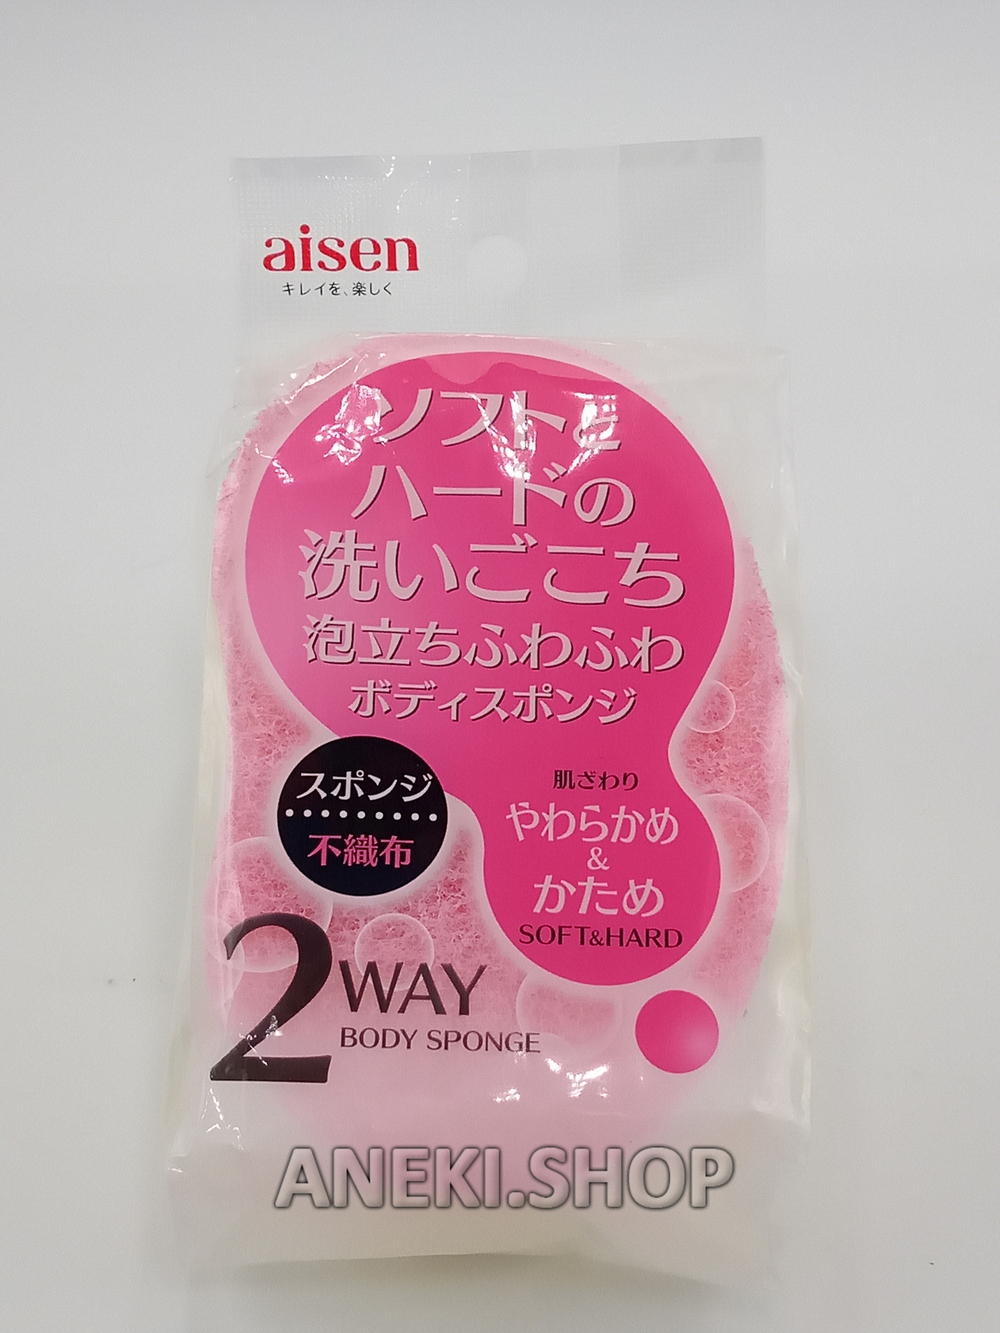 aisen
キレイを、楽しく
ソフトと
ハードの
洗いごこち
泡立ちふわふわ
ボディスポンジ
スポンジ
不織布
肌ざわり
やわらかめ
&
かため
SOFT&HARD
2WAY
BODY SPONGE
ANEKI.SHOP